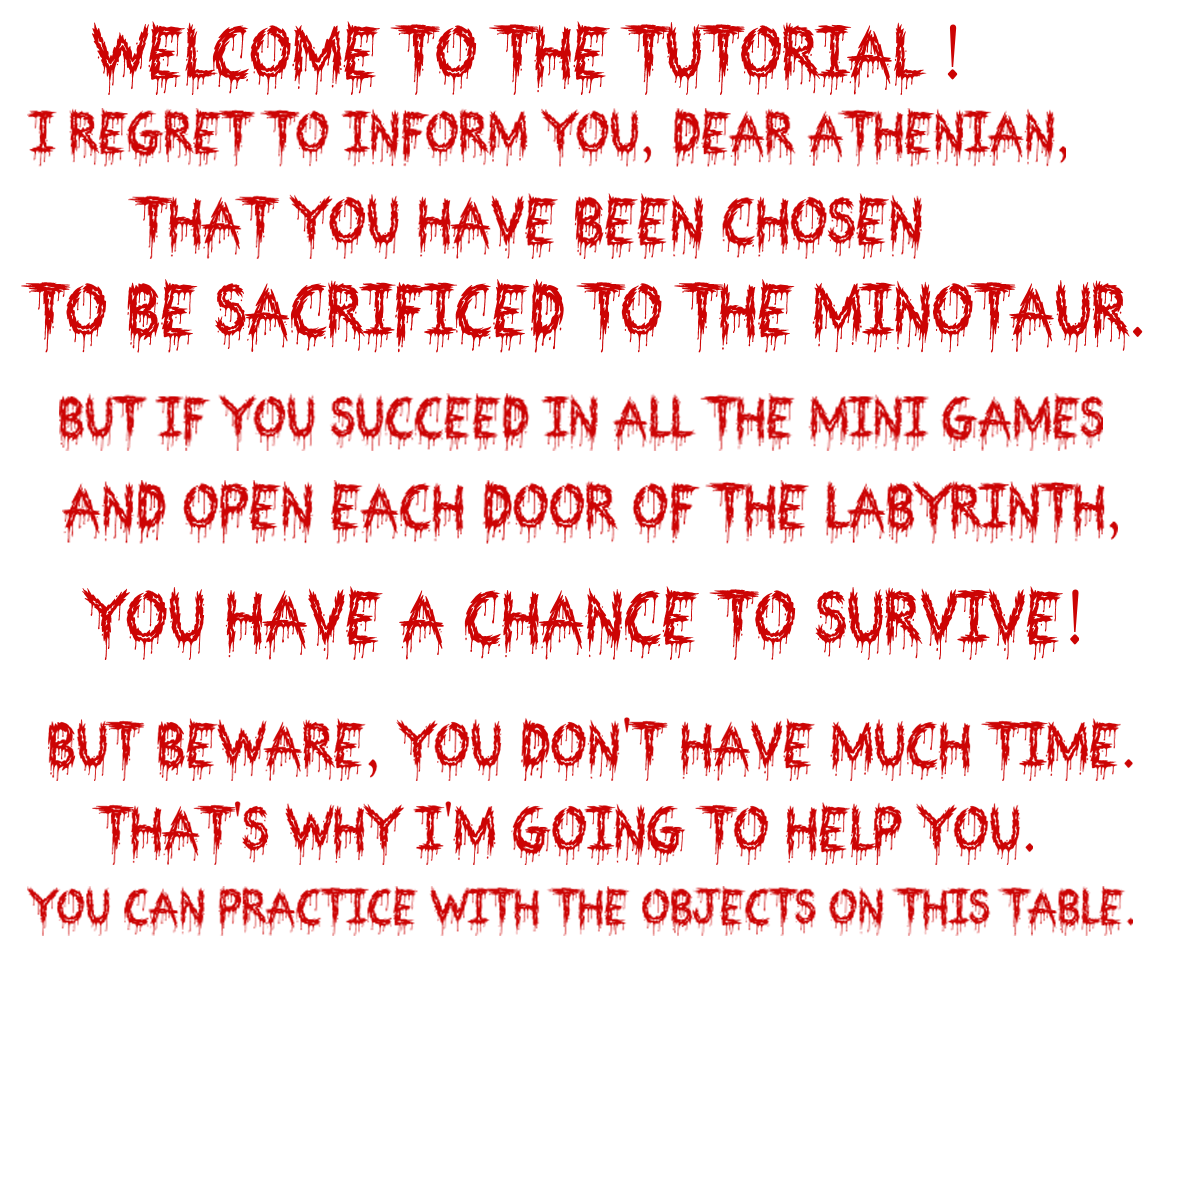 WELCOME TO THE TUTORIAL !
I REGRET TO INFORM YOU, DEAR ATHENIAN,
THAT YOU HAVE BEEN CHOSEN
TO BE SACRIFICED TO THE MINOTAUR.
BUT IF YOU SUCCEED IN ALL THE MINI GAMES
AND OPEN EACH DOOR OF THE LABYRINTH,
YOU HAVE A CHANCE TO SURVIVE!
BUT BEWARE, YOU DON'T HAVE MUCH TIME.
THAT'S WHY I'M GOING TO HELP YOU.
YOU CAN PRACTICE WITH THE OBJECTS ON THIS TABLE.